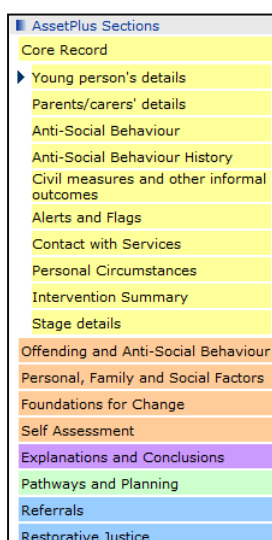 AssetPlus Sections
Core Record
Young person's details
Parents/carers' details
Anti-Social Behaviour
Anti-Social Behaviour History
Civil measures and other informal
outcomes
Alerts and Flags
Contact with Services
Personal Circumstances
Intervention Summary
Stage details
Offending and Anti-Social Behaviour
Personal, Family and Social Factors
Foundations for Change
Self Assessment
Explanations and Conclusions
Pathways and Planning
Referrals
Restorative Justice